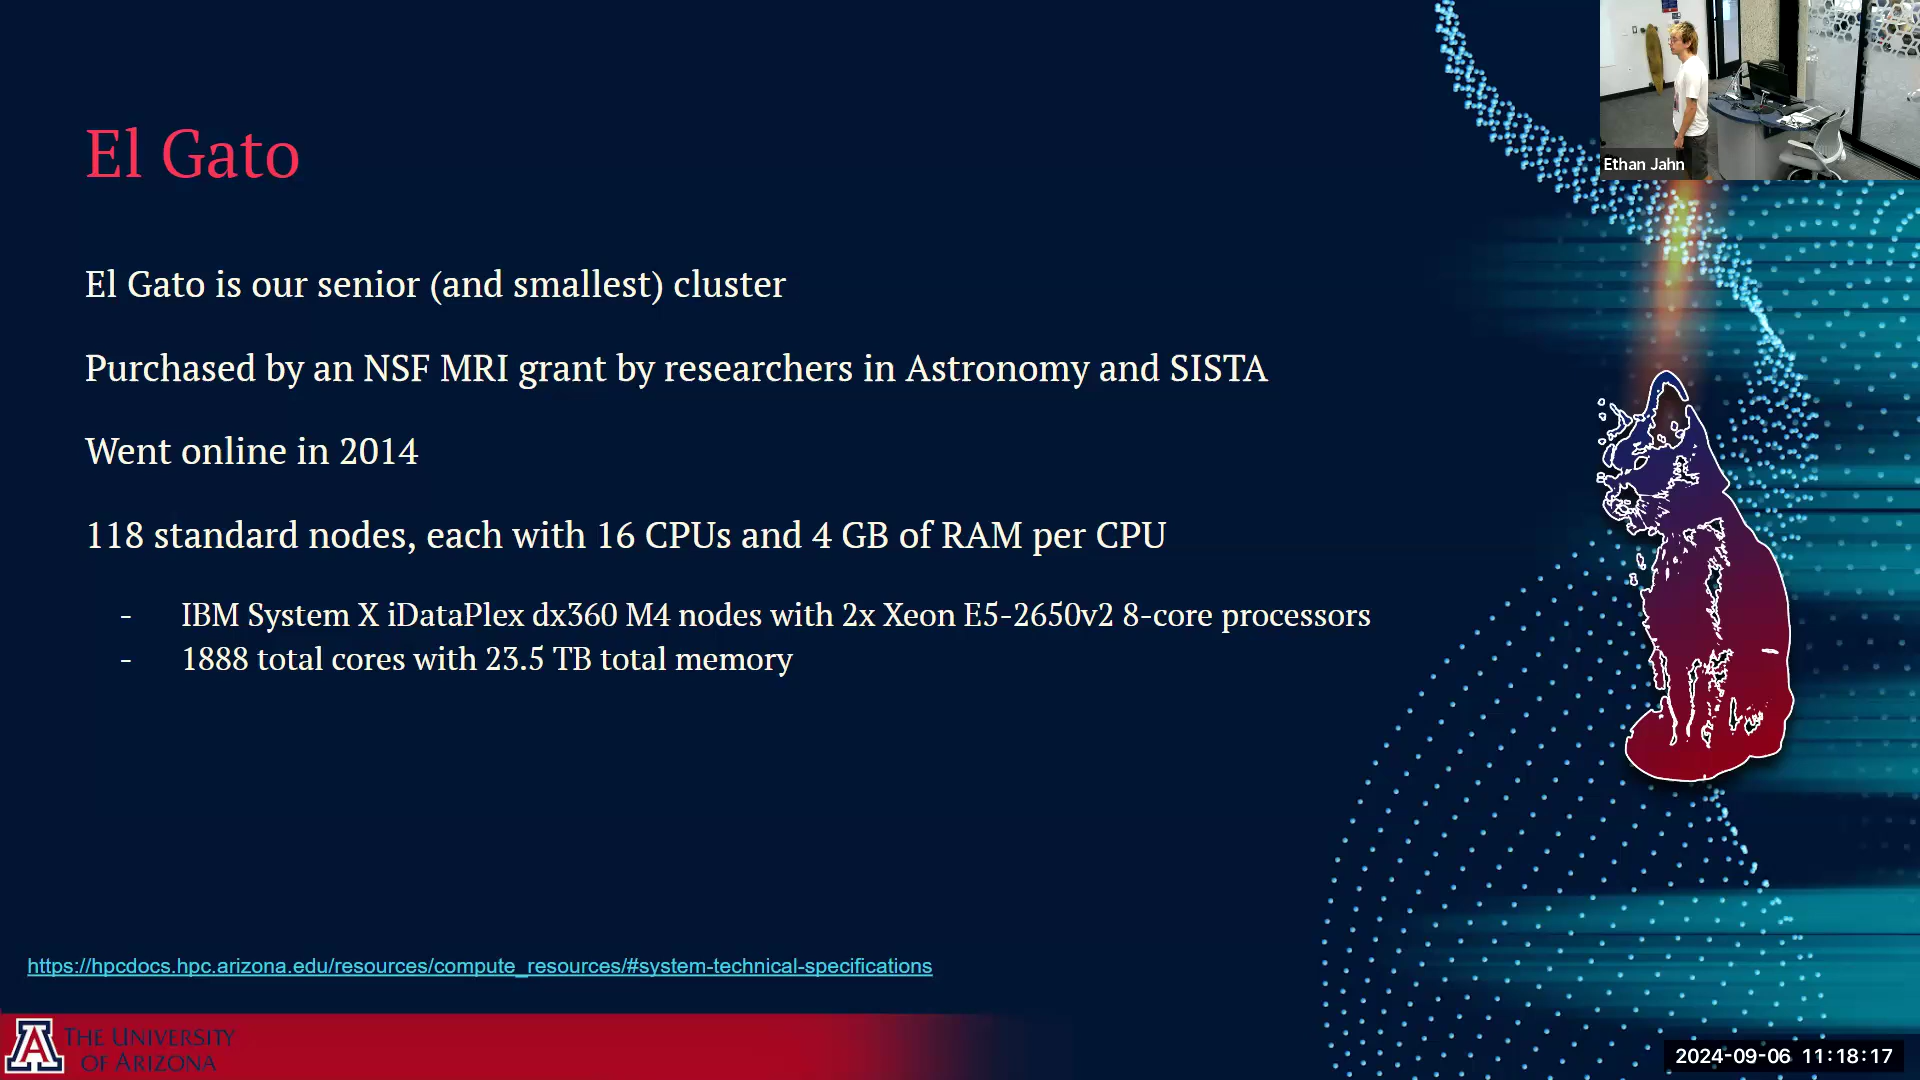 El Gato
El Gato is our senior (and smallest) cluster
Purchased by an NSF MRI grant by researchers in Astronomy and SISTA
Went online in 2014
118 standard nodes, each with 16 CPUs and 4 GB of RAM per CPU
- IBM System X iDataPlex dx360 M4 nodes with 2x Xeon E5-2650v2 8-core processors
- 1888 total cores with 23.5 TB total memory
https://hpcdocs.hpc.arizona.edu/resources/compute_resources/#system-technical-specifications
A THE UNIVERSITY
OF ARIZONA
Ethan Jahn
2024-09-06 11:18:17